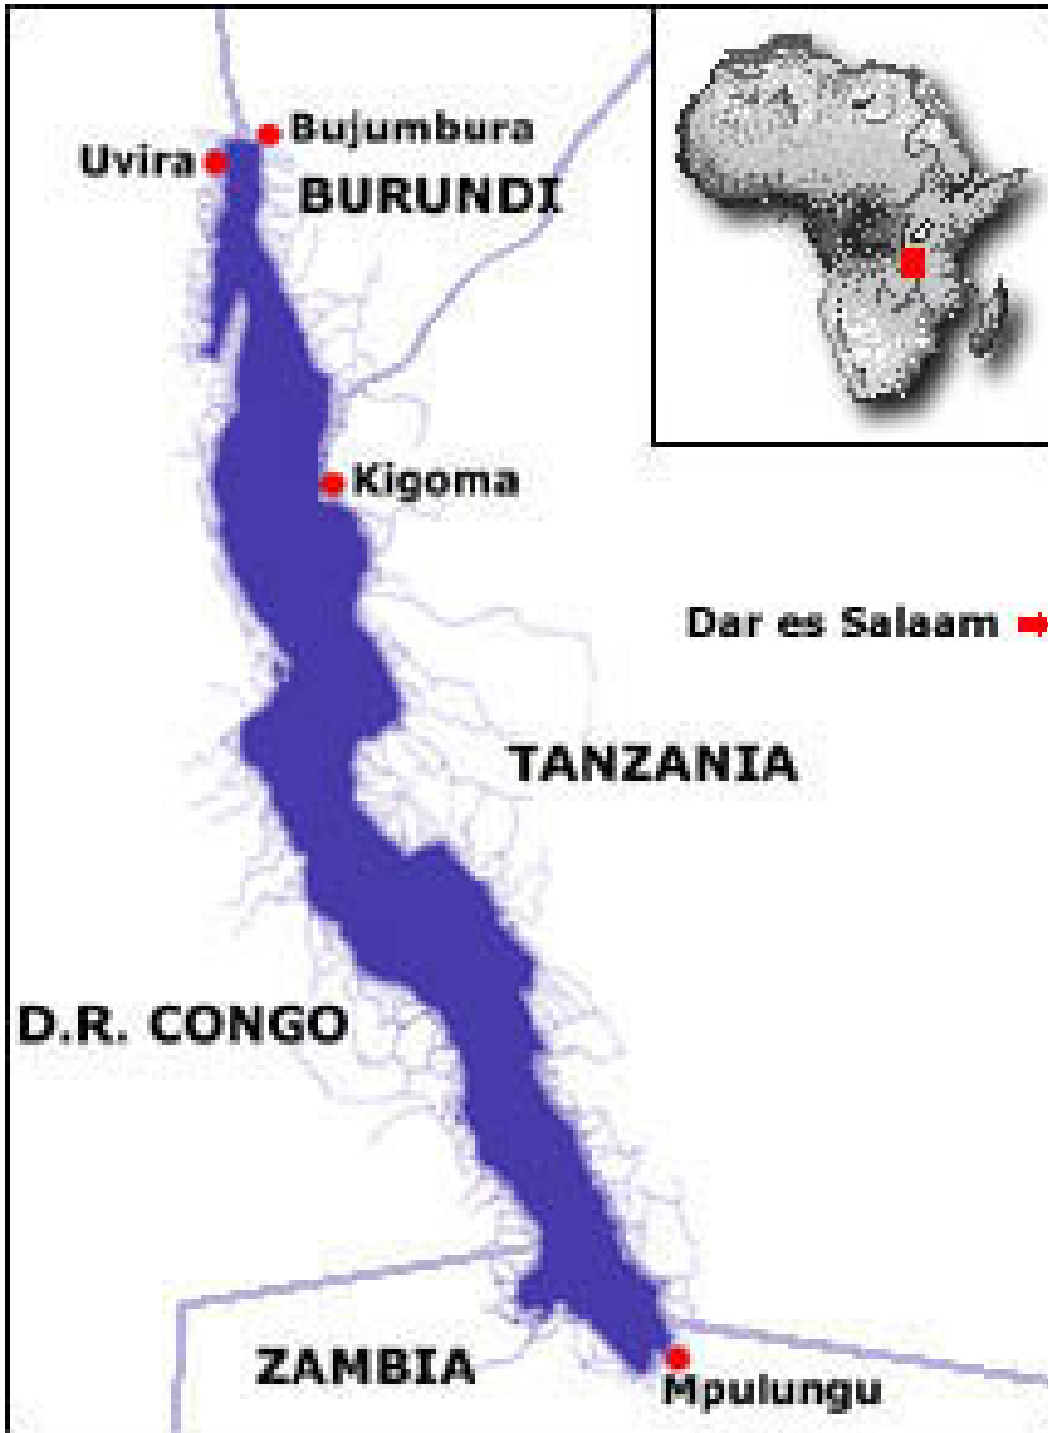 Bujumbura
Uvira
BURUNDI
Kigoma
Dar es Salaam
TANZANIA
D.R. CONGO
ZAMBIA
Mpulungu